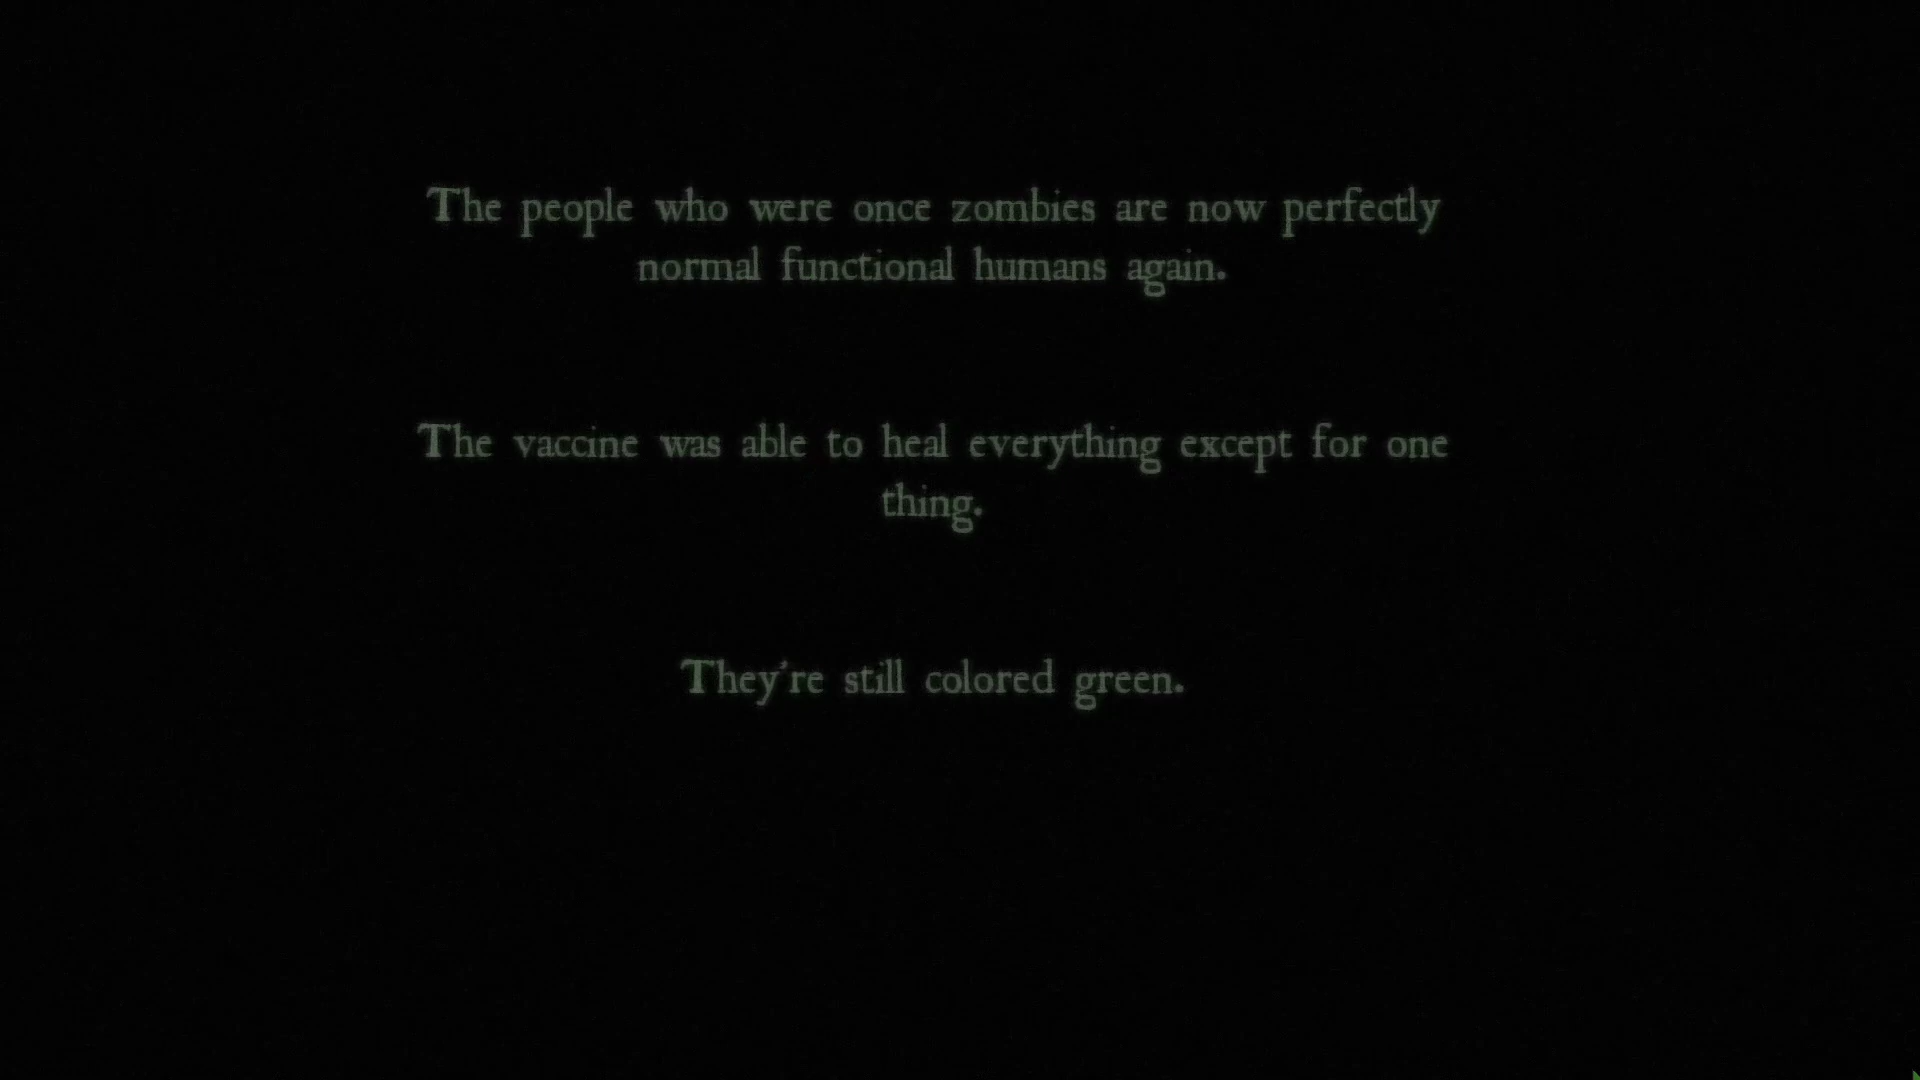 The people who were once zombies are now perfectly
normal functional humans again.
The vaccine was able to heal everything except for one
thing.
They're still colored green.